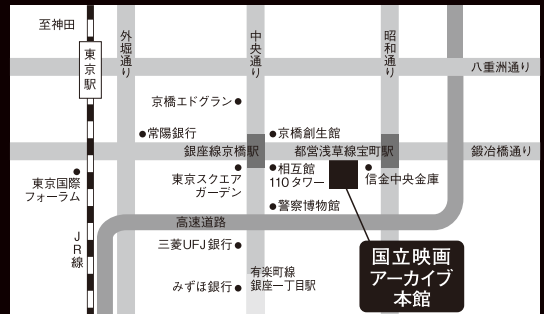 至神田
東京駅
外堀通り
中央通り
昭和通り
八重洲通り
京橋エドグラン
常陽銀行
京橋創生館
銀座線京橋駅
都営浅草線宝町駅
鍛冶橋通り
東京国際
フォーラム
東京スクエア
ガーデン
相互館
110タワー
信金中央金庫
警察博物館
高速道路
JR線
三菱UFJ銀行
みずほ銀行
有楽町線
銀座一丁目駅
国立映画
アーカイブ
本館